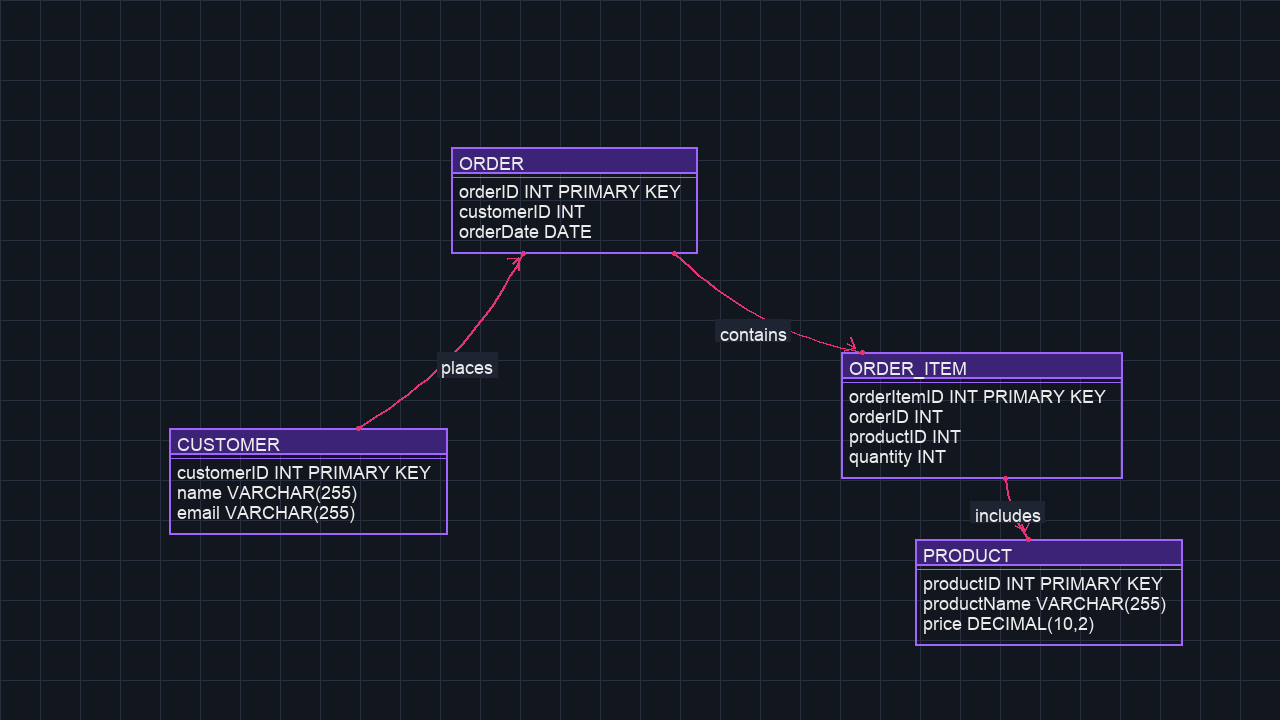 ORDER
orderID INT PRIMARY KEY
customerID INT
orderDate DATE
contains
places
ORDER_ITEM
orderItemID INT PRIMARY KEY
orderID INT
productID INT
quantity INT
CUSTOMER
customerID INT PRIMARY KEY
name VARCHAR(255)
email VARCHAR(255)
includes
PRODUCT
productID INT PRIMARY KEY
productName VARCHAR(255)
price DECIMAL(10,2)